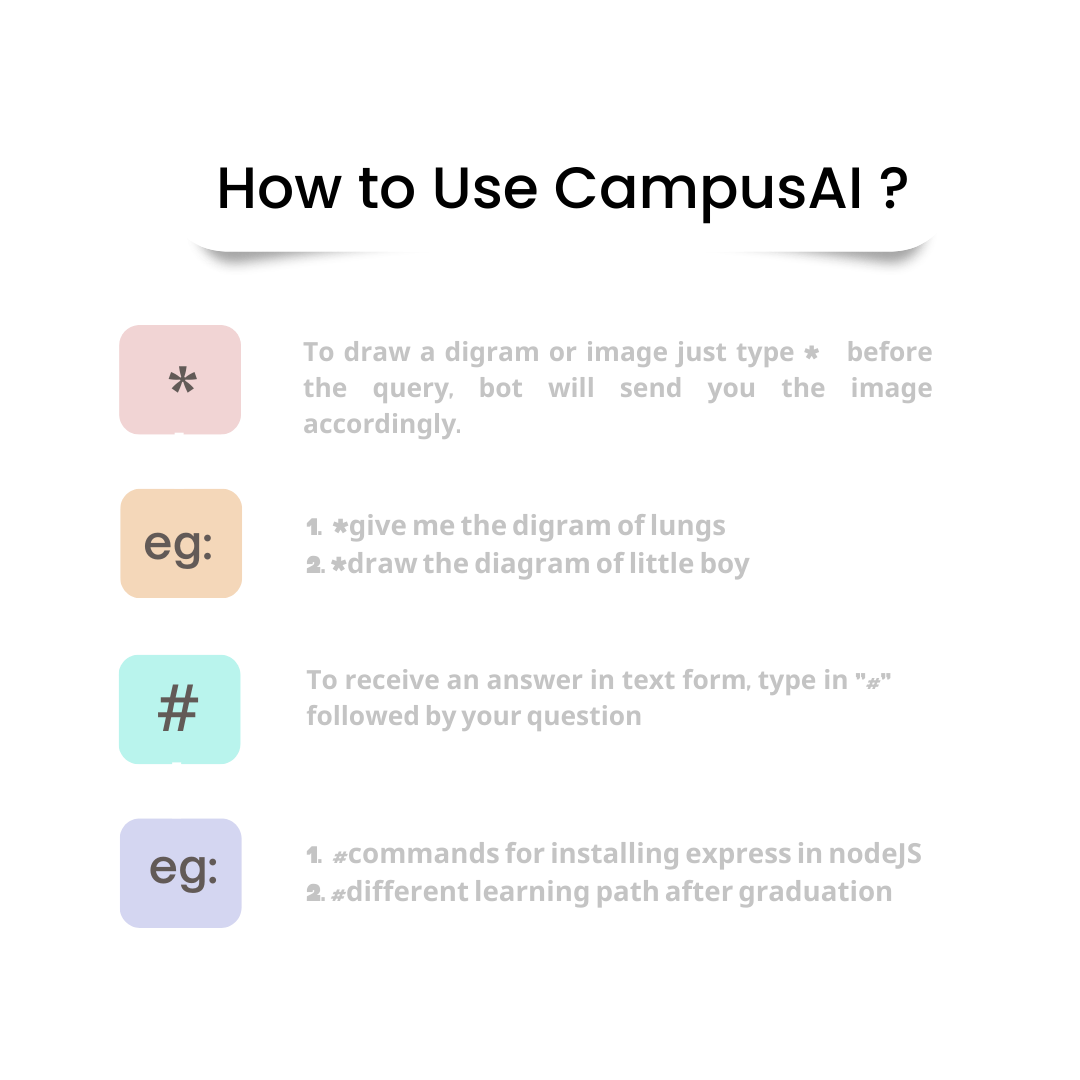 How to Use CampusAI ?
*
To draw a digram or image just type * before
the query, bot will send you the image
accordingly.
eg:
1. *give me the digram of lungs
2. *draw the diagram of little boy
#
To receive an answer in text form, type in "#"
followed by your question
eg:
1. #commands for installing express in nodeJS
2. #different learning path after graduation